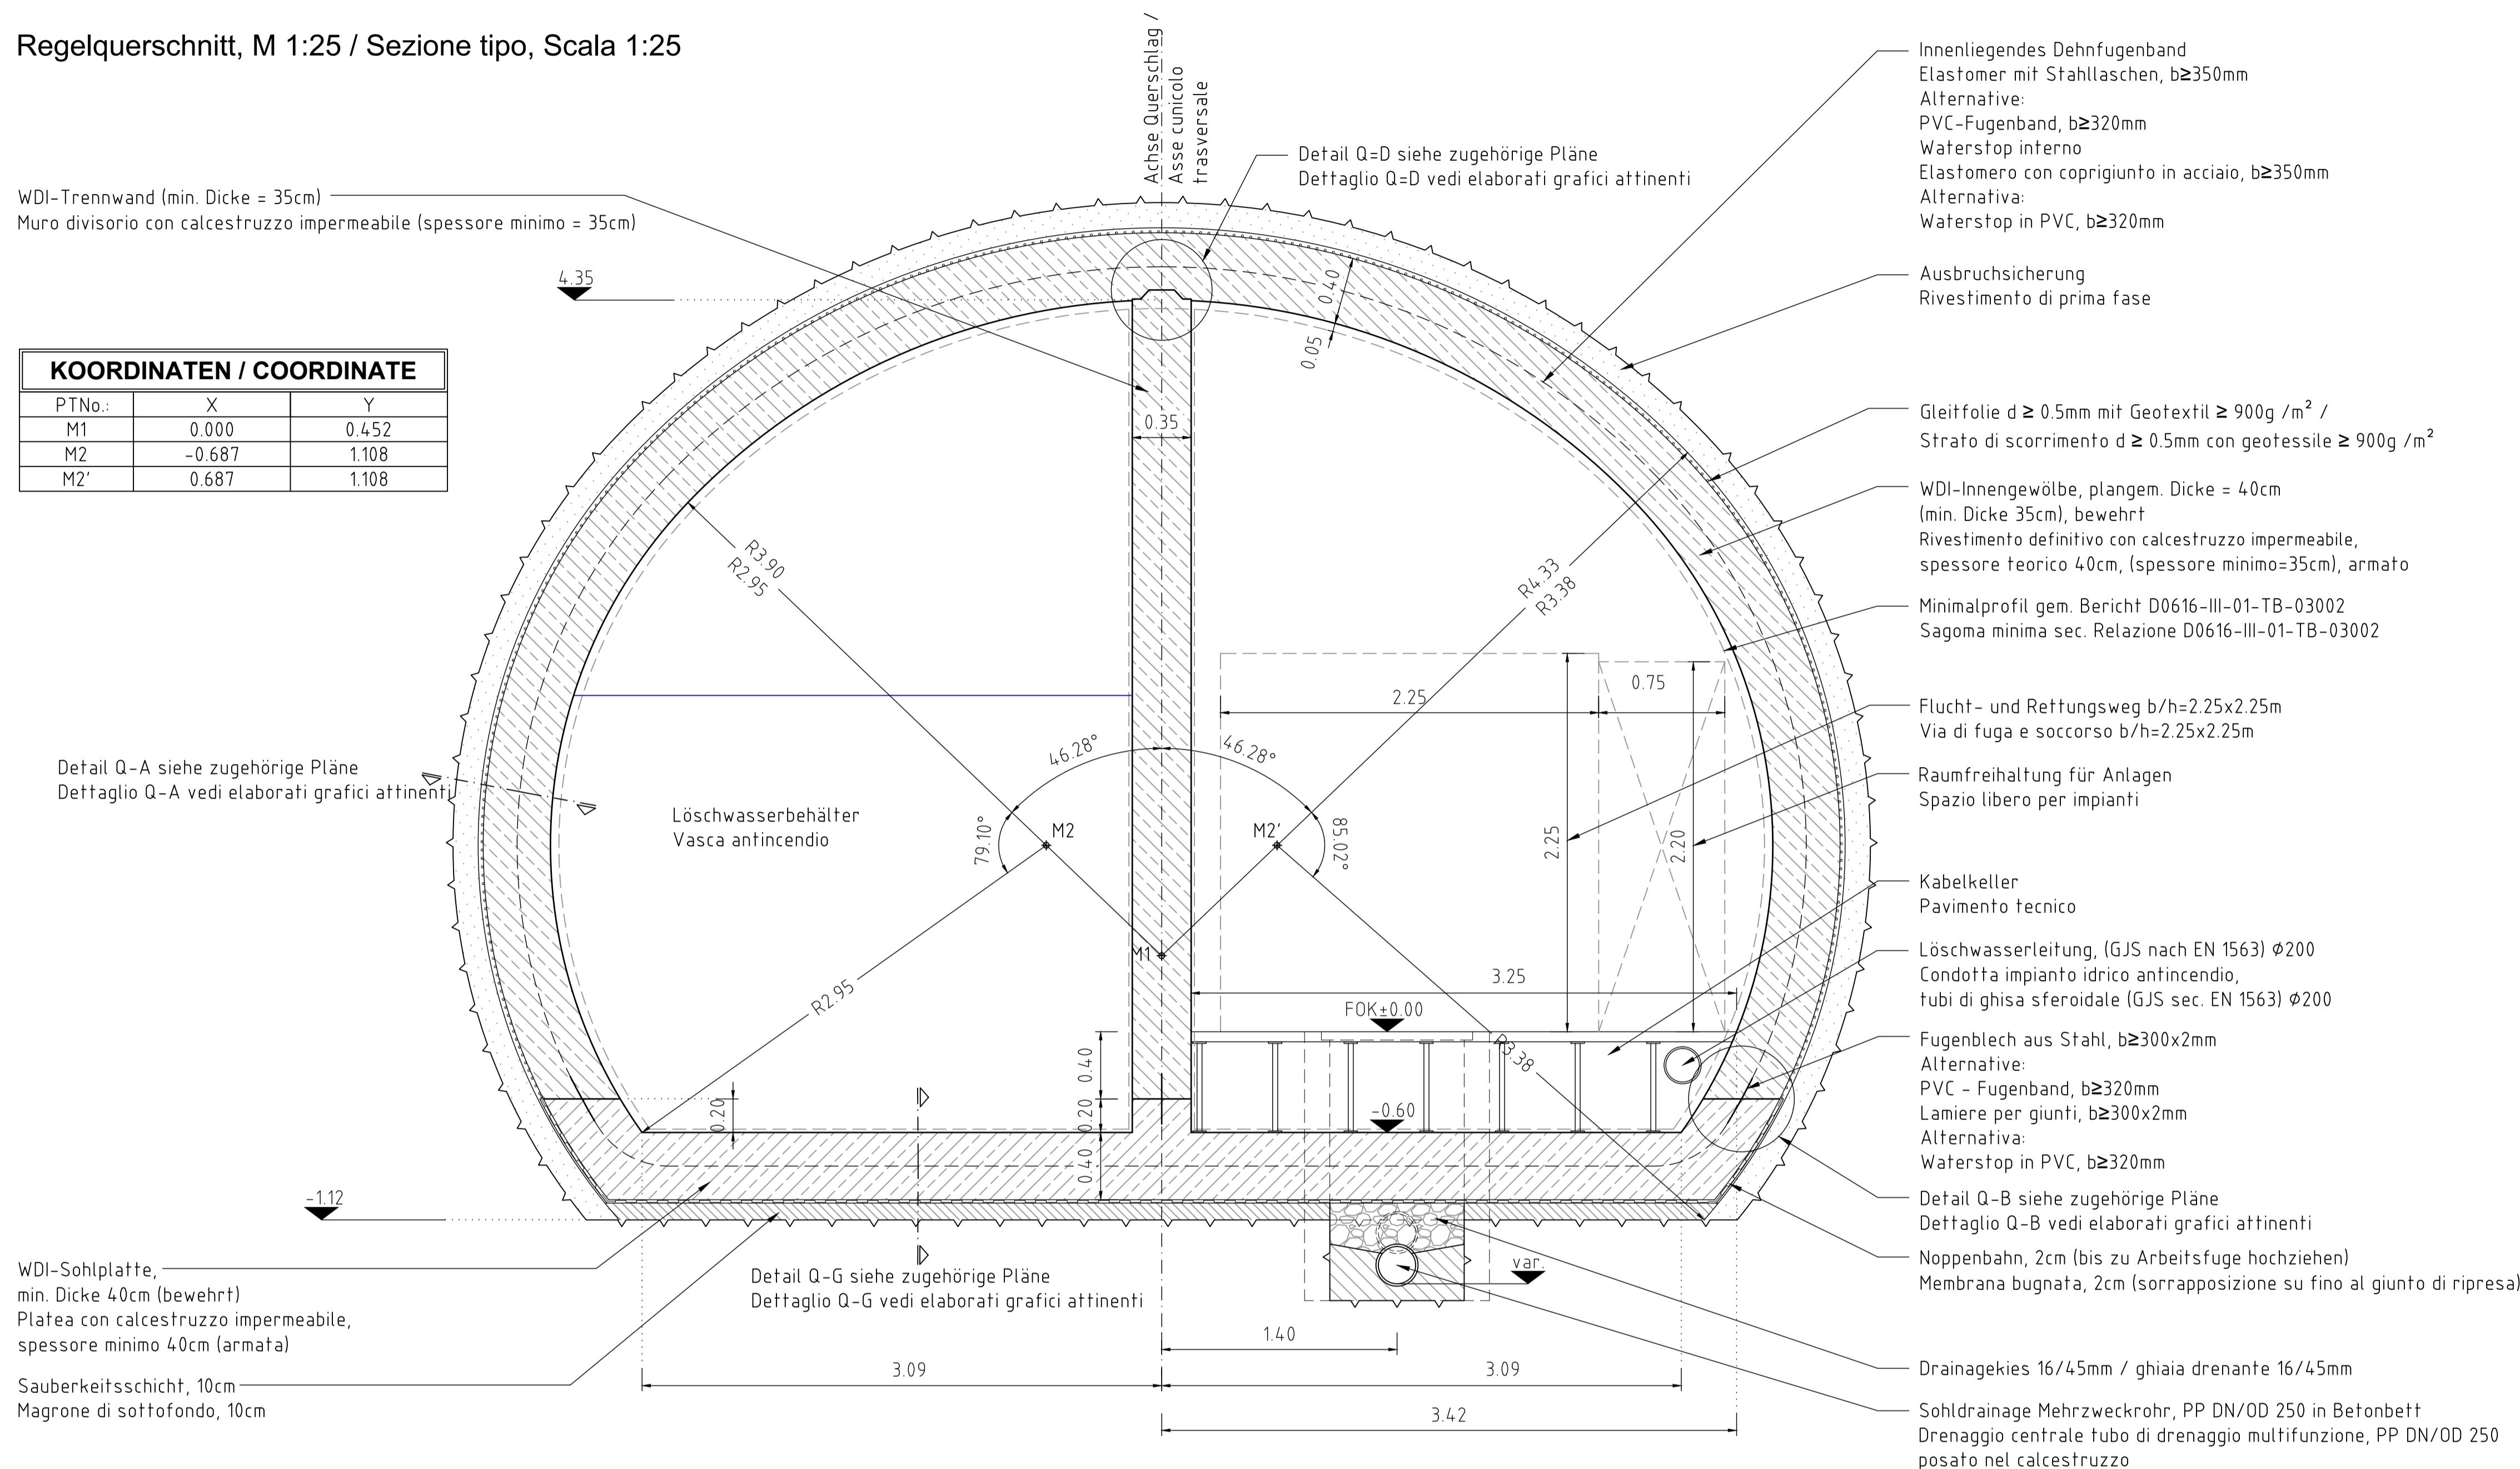 Regelquerschnitt, M 1:25 / Sezione tipo, Scala 1:25
Achse Querschlag /
Asse cunicolo
trasversale
Detail Q=D siehe zugehörige Pläne
Dettaglio Q=D vedi elaborati grafici attinenti
WDI-Trennwand (min. Dicke = 35cm)
Muro divisorio con calcestruzzo impermeabile (spessore minimo = 35cm)
4.35
KOORDINATEN / COORDINATE
PTNo.: X Y
M1 0.000 0.452
M2 -0.687 1.108
M2' 0.687 1.108
0.40
0.05
0.35
R3.90
R2.95
R4.33
R3.38
2.25
0.75
46.28°
46.28°
79.10°
85.02°
M2
M2'
M1
2.25
2.20
Detail Q-A siehe zugehörige Pläne
Dettaglio Q-A vedi elaborati grafici attinenti
Löschwasserbehälter
Vasca antincendio
R2.95
3.25
FOK±0.00
R3.38
0.40
0.20
0.20
0.40
-0.60
-1.12
var.
WDI-Sohlplatte,
min. Dicke 40cm (bewehrt)
Platea con calcestruzzo impermeabile,
spessore minimo 40cm (armata)
Sauberkeitsschicht, 10cm
Magrone di sottofondo, 10cm
Detail Q-G siehe zugehörige Pläne
Dettaglio Q-G vedi elaborati grafici attinenti
1.40
3.09
3.09
3.42
Innenliegendes Dehnfugenband
Elastomer mit Stahllaschen, b≥350mm
Alternative:
PVC-Fugenband, b≥320mm
Waterstop interno
Elastomero con coprigiunto in acciaio, b≥350mm
Alternativa:
Waterstop in PVC, b≥320mm
Ausbruchsicherung
Rivestimento di prima fase
Gleitfolie d ≥ 0.5mm mit Geotextil ≥ 900g /m² /
Strato di scorrimento d ≥ 0.5mm con geotessile ≥ 900g /m²
WDI-Innengewölbe, plangem. Dicke = 40cm
(min. Dicke 35cm), bewehrt
Rivestimento definitivo con calcestruzzo impermeabile,
spessore teorico 40cm, (spessore minimo=35cm), armato
Minimalprofil gem. Bericht D0616-III-01-TB-03002
Sagoma minima sec. Relazione D0616-III-01-TB-03002
Flucht- und Rettungsweg b/h=2.25x2.25m
Via di fuga e soccorso b/h=2.25x2.25m
Raumfreihaltung für Anlagen
Spazio libero per impianti
Kabelkeller
Pavimento tecnico
Löschwasserleitung, (GJS nach EN 1563) Ø200
Condotta impianto idrico antincendio,
tubi di ghisa sferoidale (GJS sec. EN 1563) Ø200
Fugenblech aus Stahl, b≥300x2mm
Alternative:
PVC - Fugenband, b≥320mm
Lamiere per giunti, b≥300x2mm
Alternativa:
Waterstop in PVC, b≥320mm
Detail Q-B siehe zugehörige Pläne
Dettaglio Q-B vedi elaborati grafici attinenti
Noppenbahn, 2cm (bis zu Arbeitsfuge hochziehen)
Membrana bugnata, 2cm (sorrapposizione su fino al giunto di ripresa)
Drainagekies 16/45mm / ghiaia drenante 16/45mm
Sohldrainage Mehrzweckrohr, PP DN/OD 250 in Betonbett
Drenaggio centrale tubo di drenaggio multifunzione, PP DN/OD 250
posato nel calcestruzzo